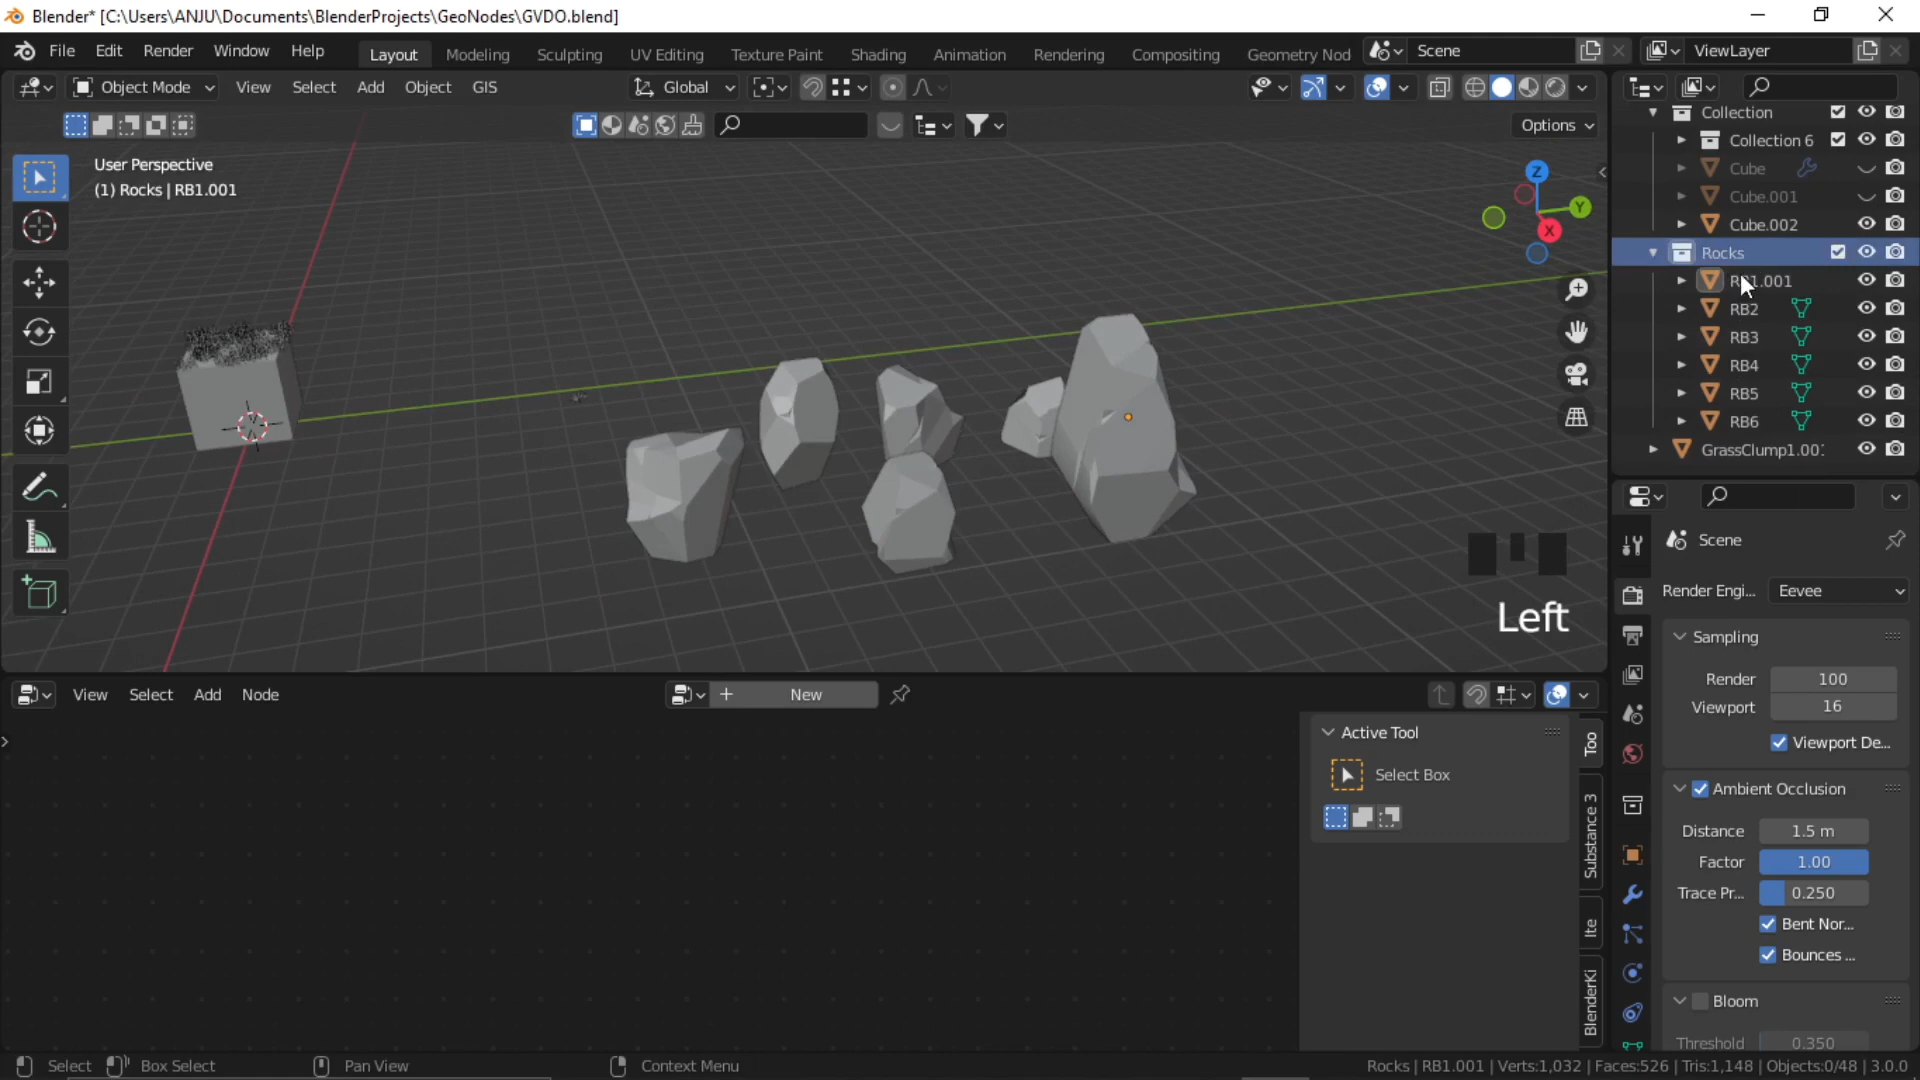 Blender* [C:\Users\ANJU\Documents\BlenderProjects\GeoNodes\GVDO.blend]
File Edit Render Window Help Layout Modeling Sculpting UV Editing Texture Paint Shading Animation Rendering Compositing Geometry Nod Scene ViewLayer
Object Mode View Select Add Object GIS Global
Options
User Perspective
(1) Rocks | RB1.001
Z
Y
X
Left
Collection
Collection 6
Cube
Cube.001
Cube.002
Rocks
RB1.001
RB2
RB3
RB4
RB5
RB6
GrassClump1.00
View Select Add Node New
Active Tool
Select Box
Too
Substance 3
Ite
BlenderKi
Scene
Render Engi... Eevee
Sampling
Render 100
Viewport 16
Viewport De...
Ambient Occlusion
Distance 1.5 m
Factor 1.00
Trace Pr... 0.250
Bent Nor...
Bounces ...
Bloom
Threshold 0.350
Select Box Select Pan View Context Menu Rocks | RB1.001 | Verts:1,032 | Faces:526 | Tris:1,148 | Objects:0/48 | 3.0.0